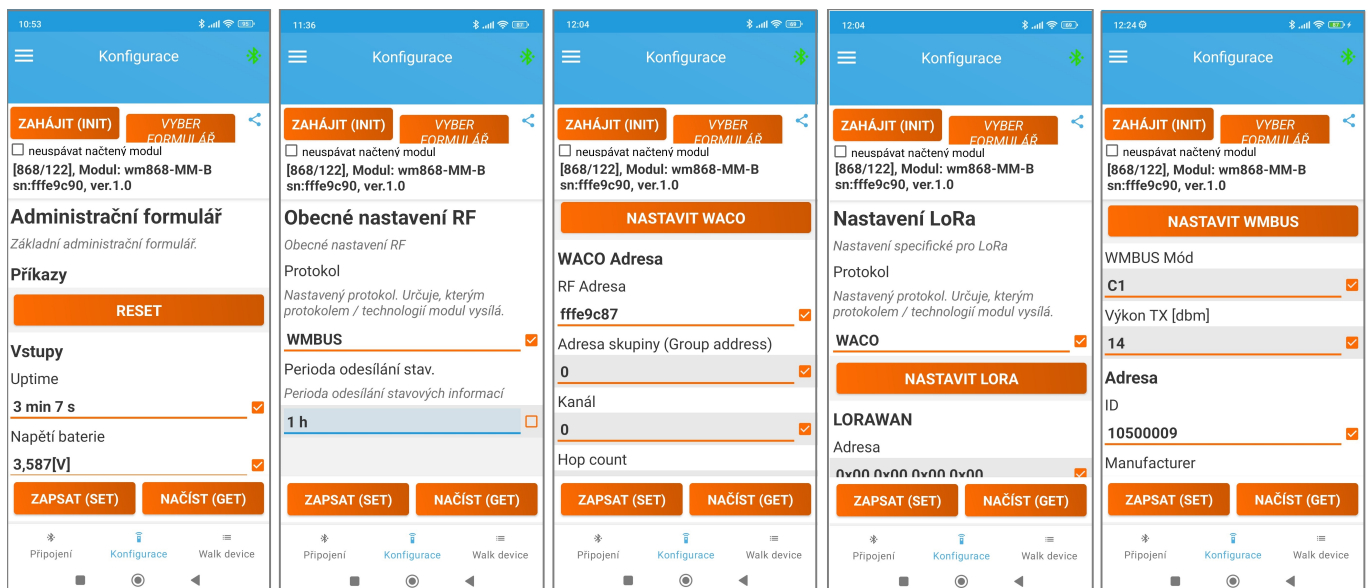 10:53
95
Konfigurace
ZAHÁJIT (INIT)
VYBER
FORMULÁŘ
neuspávat načtený modul
[868/122], Modul: wm868-MM-B
sn:fffe9c90, ver.1.0
Administrační formulář
Základní administrační formulář.
Příkazy
RESET
Vstupy
Uptime
3 min 7 s
Napětí baterie
3,587[V]
ZAPSAT (SET)
NAČÍST (GET)
Připojení
Konfigurace
Walk device
11:36
Konfigurace
ZAHÁJIT (INIT)
VYBER
FORMULÁŘ
neuspávat načtený modul
[868/122], Modul: wm868-MM-B
sn:fffe9c90, ver.1.0
Obecné nastavení RF
Obecné nastavení RF
Protokol
Nastavený protokol. Určuje, kterým
protokolem / technologií modul vysílá.
WMBUS
Perioda odesílání stav.
Perioda odesílání stavových informací
1 h
ZAPSAT (SET)
NAČÍST (GET)
Připojení
Konfigurace
Walk device
12:04
69
Konfigurace
ZAHÁJIT (INIT)
VYBER
FORMULÁŘ
neuspávat načtený modul
[868/122], Modul: wm868-MM-B
sn:fffe9c90, ver.1.0
NASTAVIT WACO
WACO Adresa
RF Adresa
fffe9c87
Adresa skupiny (Group address)
0
Kanál
0
Hop count
ZAPSAT (SET)
NAČÍST (GET)
Připojení
Konfigurace
Walk device
12:04
69
Konfigurace
ZAHÁJIT (INIT)
VYBER
FORMULÁŘ
neuspávat načtený modul
[868/122], Modul: wm868-MM-B
sn:fffe9c90, ver.1.0
Nastavení LoRa
Nastavení specifické pro LoRa
Protokol
Nastavený protokol. Určuje, kterým
protokolem / technologií modul vysílá.
WACO
NASTAVIT LORA
LORAWAN
Adresa
0x00 0x00 0x00 0x00
ZAPSAT (SET)
NAČÍST (GET)
Připojení
Konfigurace
Walk device
12:24
67
Konfigurace
ZAHÁJIT (INIT)
VYBER
FORMULÁŘ
neuspávat načtený modul
[868/122], Modul: wm868-MM-B
sn:fffe9c90, ver.1.0
NASTAVIT WMBUS
WMBUS Mód
C1
Výkon TX [dbm]
14
Adresa
ID
10500009
Manufacturer
ZAPSAT (SET)
NAČÍST (GET)
Připojení
Konfigurace
Walk device